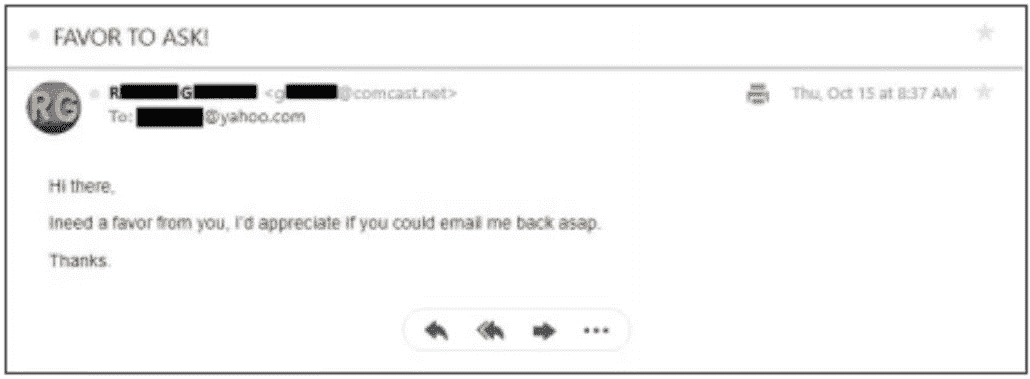 FAVOR TO ASK!
RG
R G <g @comcast.net> Thu, Oct 15 at 8:37 AM
To: @yahoo.com
Hi there,
Ineed a favor from you, I'd appreciate if you could email me back asap.
Thanks.